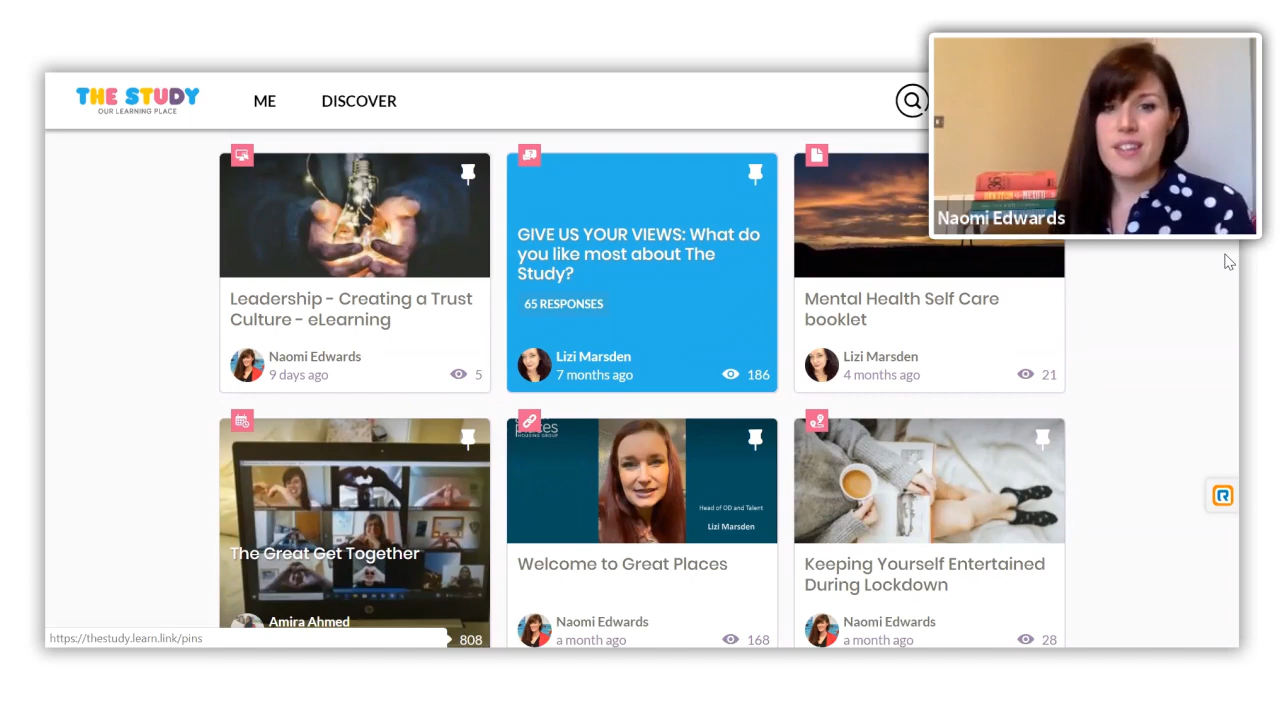 THE STUDY
OUR LEARNING PLACE
ME
DISCOVER
Naomi Edwards
Leadership - Creating a Trust
Culture - eLearning
Naomi Edwards
9 days ago
5
GIVE US YOUR VIEWS: What do
you like most about The
Study?
65 RESPONSES
Lizi Marsden
7 months ago
186
Mental Health Self Care
booklet
Lizi Marsden
4 months ago
21
The Great Get Together
Amira Ahmed
808
HOUSING GROUP
Head of OD and Talent
Lizi Marsden
Welcome to Great Places
Naomi Edwards
a month ago
168
Keeping Yourself Entertained
During Lockdown
Naomi Edwards
a month ago
28
https://thestudy.learn.link/pins
R